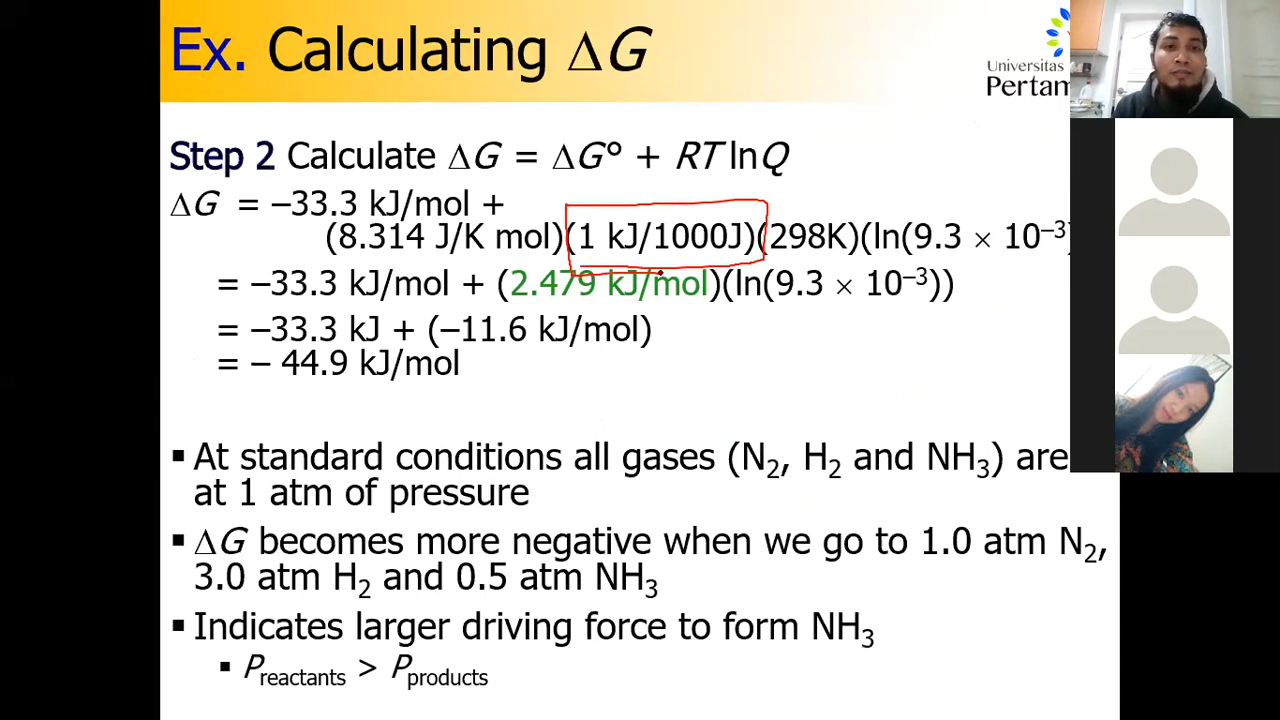 Ex. Calculating ΔG
Universitas
Pertam
Step 2 Calculate ΔG = ΔG° + RT lnQ
ΔG = –33.3 kJ/mol +
(8.314 J/K mol)(1 kJ/1000J)(298K)(ln(9.3 × 10⁻³)
= –33.3 kJ/mol + (2.479 kJ/mol)(ln(9.3 × 10⁻³))
= –33.3 kJ + (–11.6 kJ/mol)
= – 44.9 kJ/mol
▪ At standard conditions all gases (N₂, H₂ and NH₃) are
at 1 atm of pressure
▪ ΔG becomes more negative when we go to 1.0 atm N₂,
3.0 atm H₂ and 0.5 atm NH₃
▪ Indicates larger driving force to form NH₃
▪ Preactants > Pproducts